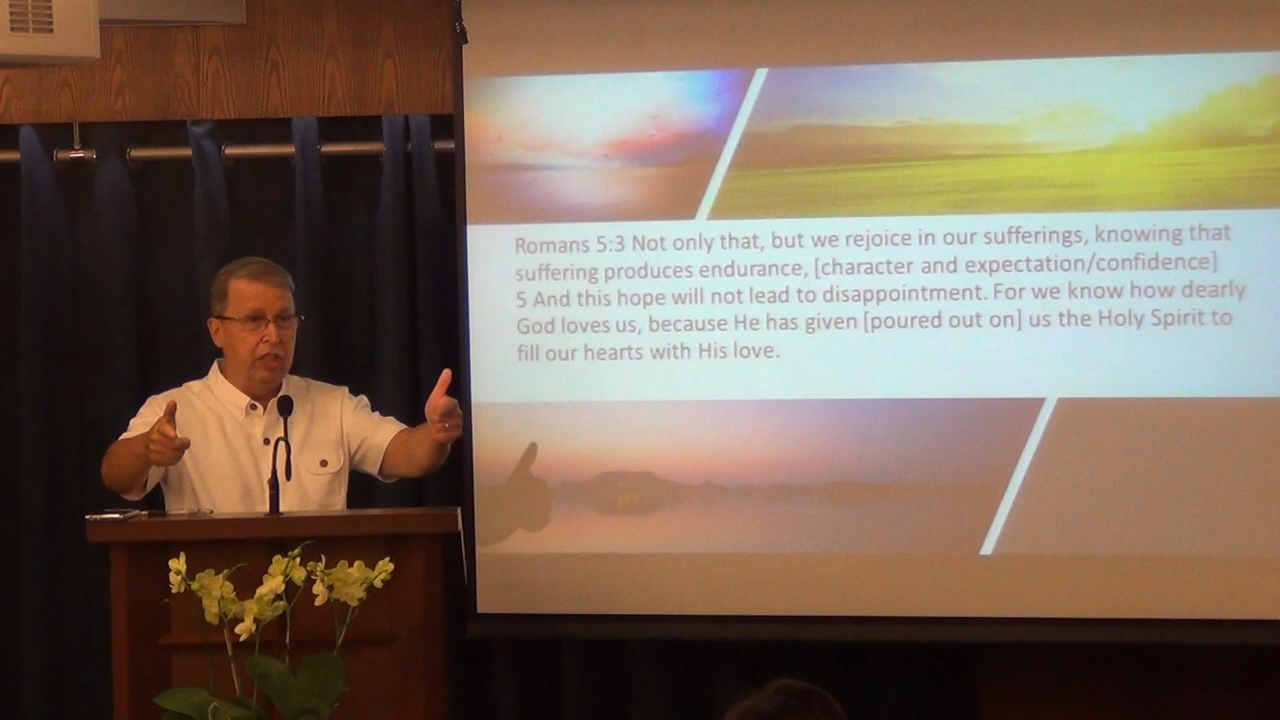 Romans 5:3 Not only that, but we rejoice in our sufferings, knowing that
suffering produces endurance, [character and expectation/confidence]
5 And this hope will not lead to disappointment. For we know how dearly
God loves us, because He has given [poured out on] us the Holy Spirit to
fill our hearts with His love.